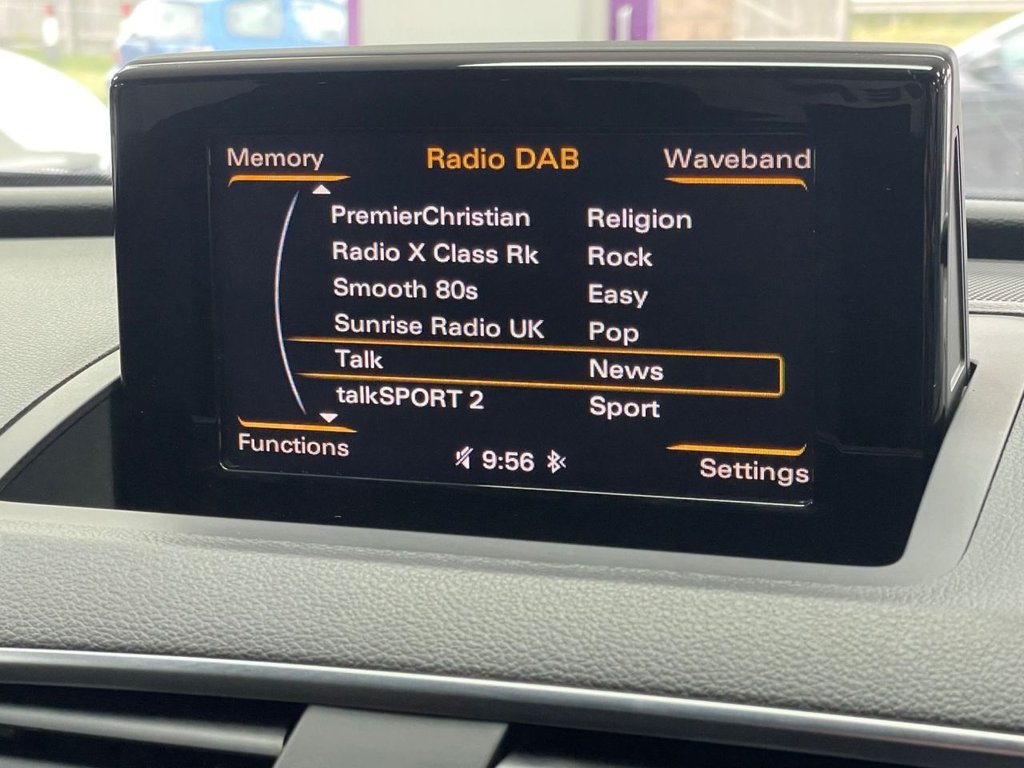 Memory Radio DAB Waveband
PremierChristian Religion
Radio X Class Rk Rock
Smooth 80s Easy
Sunrise Radio UK Pop
Talk News
talkSPORT 2 Sport
Functions 9:56 Settings